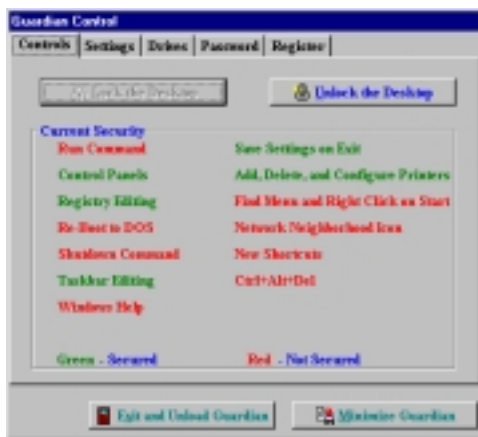 Guardian Control
Controls Settings Drives Password Register
Lock the Desktop Unlock the Desktop
Current Security
Run Command Save Settings on Exit
Control Panels Add, Delete, and Configure Printers
Registry Editing Find Menu and Right Click on Start
Re-Boot to DOS Network Neighborhood Icon
Shutdown Command New Shortcuts
Taskbar Editing Ctrl+Alt+Del
Windows Help
Green - Secured Red - Not Secured
Exit and Unload Guardian Minimize Guardian